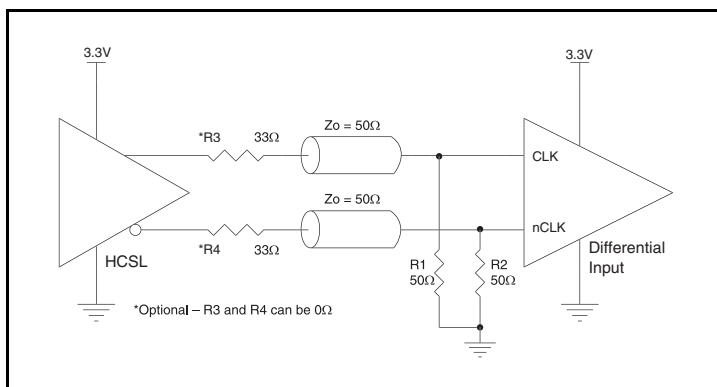 3.3V
3.3V
*R3 33Ω
Zo = 50Ω
CLK
Zo = 50Ω
nCLK
*R4 33Ω
HCSL
R1
50Ω
R2
50Ω
Differential
Input
*Optional – R3 and R4 can be 0Ω